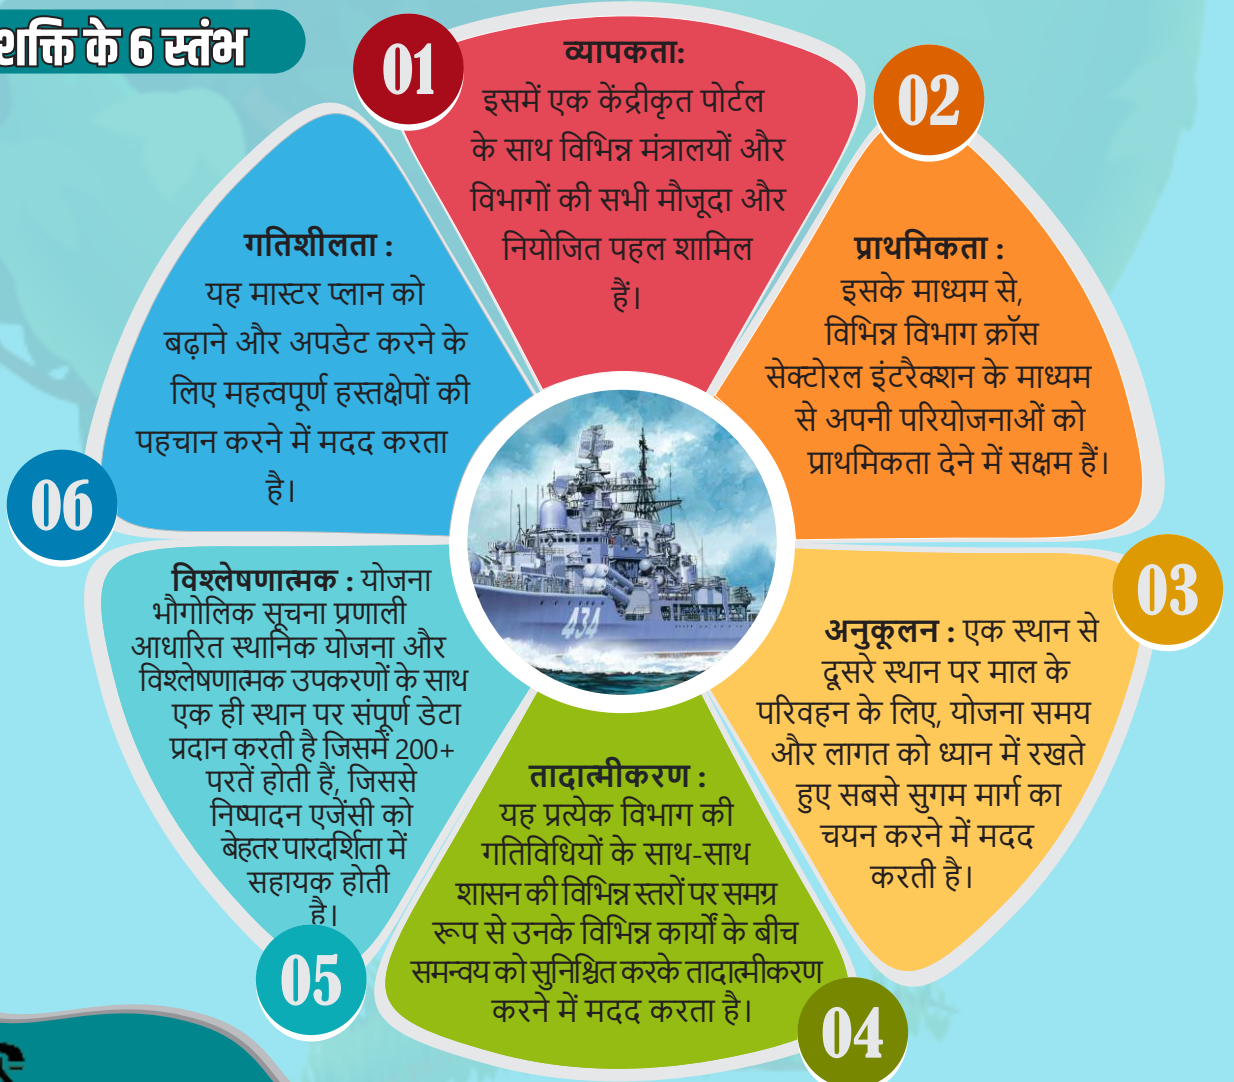 शक्ति के 6 स्तंभ
01
व्यापकता:
इसमें एक केंद्रीकृत पोर्टल
के साथ विभिन्न मंत्रालयों और
विभागों की सभी मौजूदा और
नियोजित पहल शामिल
हैं।
02
प्राथमिकता :
इसके माध्यम से,
विभिन्न विभाग क्रॉस
सेक्टोरल इंटरैक्शन के माध्यम
से अपनी परियोजनाओं को
प्राथमिकता देने में सक्षम हैं।
03
अनुकूलन : एक स्थान से
दूसरे स्थान पर माल के
परिवहन के लिए, योजना समय
और लागत को ध्यान में रखते
हुए सबसे सुगम मार्ग का
चयन करने में मदद
करती है।
04
तादात्मीकरण :
यह प्रत्येक विभाग की
गतिविधियों के साथ-साथ
शासन की विभिन्न स्तरों पर समग्र
रूप से उनके विभिन्न कार्यों के बीच
समन्वय को सुनिश्चित करके तादात्मीकरण
करने में मदद करता है।
05
विश्लेषणात्मक : योजना
भौगोलिक सूचना प्रणाली
आधारित स्थानिक योजना और
विश्लेषणात्मक उपकरणों के साथ
एक ही स्थान पर संपूर्ण डेटा
प्रदान करती है जिसमें 200+
परतें होती हैं, जिससे
निष्पादन एजेंसी को
बेहतर पारदर्शिता में
सहायक होती
है।
06
गतिशीलता :
यह मास्टर प्लान को
बढ़ाने और अपडेट करने के
लिए महत्वपूर्ण हस्तक्षेपों की
पहचान करने में मदद करता
है।
434